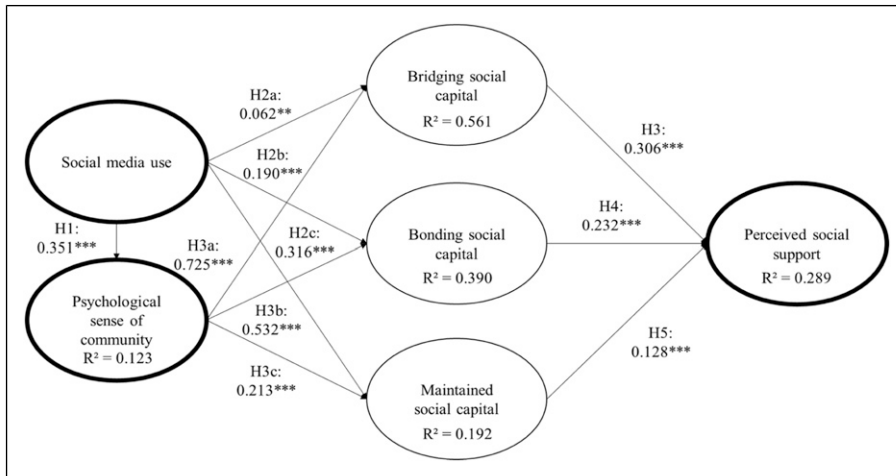 Bridging social
capital
R² = 0.561
H2a:
0.062**
H3:
0.306***
Social media use
H2b:
0.190***
H1:
0.351***
H3a:
0.725***
H2c:
0.316***
Bonding social
capital
R² = 0.390
H4:
0.232***
Perceived social
support
R² = 0.289
Psychological
sense of
community
R² = 0.123
H3b:
0.532***
H3c:
0.213***
H5:
0.128***
Maintained
social capital
R² = 0.192